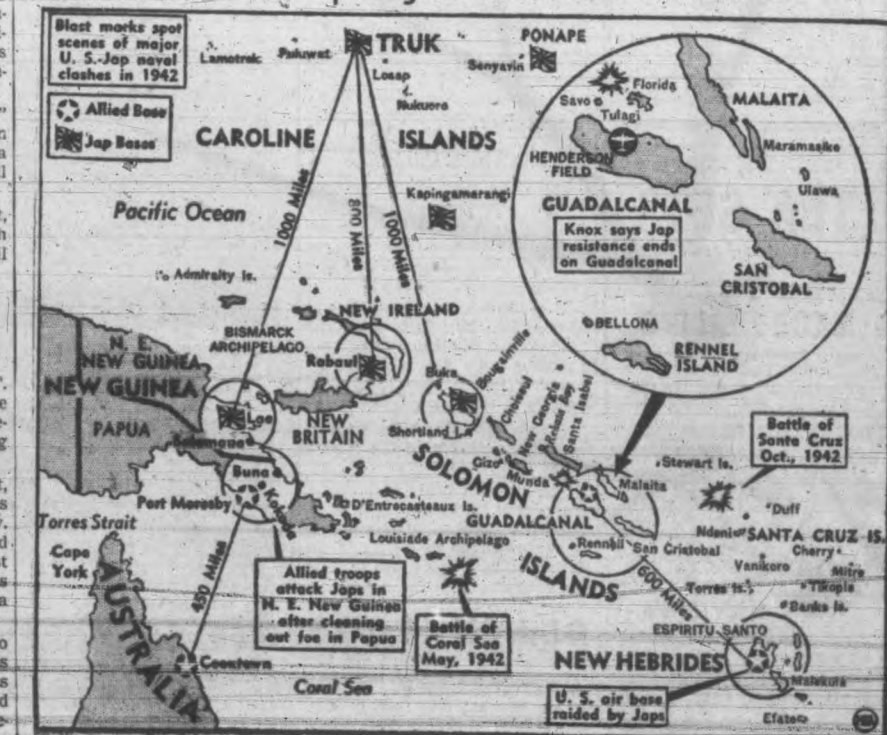 Blast marks spot
scenes of major
U. S.-Jap naval
clashes in 1942
Allied Base
Jap Bases
Lamotrek
Puluwat
TRUK
PONAPE
Senyavin
Losap
Nukuoro
CAROLINE ISLANDS
Pacific Ocean
1000 Miles
800 Miles
1000 Miles
Kapingamarangi
Savo
Florida
Tulagi
MALAITA
HENDERSON
FIELD
Maramasike
Ulawa
GUADALCANAL
Knox says Jap
resistance ends
on Guadalcanal
SAN
CRISTOBAL
BELLONA
RENNEL
ISLAND
Admiralty Is.
NEW IRELAND
BISMARCK
ARCHIPELAGO
Rabaul
N. E.
NEW GUINEA
NEW GUINEA
PAPUA
Lae
Salamaua
NEW
BRITAIN
Buka
Bougainville
Shortland I.
Choiseul
New Georgia
Rekata Bay
Santa Isabel
Gizo
Munda
Malaita
Stewart Is.
Battle of
Santa Cruz
Oct., 1942
Buna
Kokoda
Port Moresby
SOLOMON
ISLANDS
GUADALCANAL
D'Entrecasteaux Is.
Louisiade Archipelago
Rennell
San Cristobal
Duff
Ndeni
SANTA CRUZ IS.
Cherry
Vanikoro
Mitre
Tikopia
Torres Is.
Banks Is.
Torres Strait
Cape
York
AUSTRALIA
450 Miles
Cooktown
Allied troops
attack Japs in
N. E. New Guinea
after cleaning
out foe in Papua
Battle of
Coral Sea
May, 1942
Coral Sea
600 Miles
ESPIRITU SANTO
NEW HEBRIDES
Malekula
U. S. air base
raided by Japs
Efate